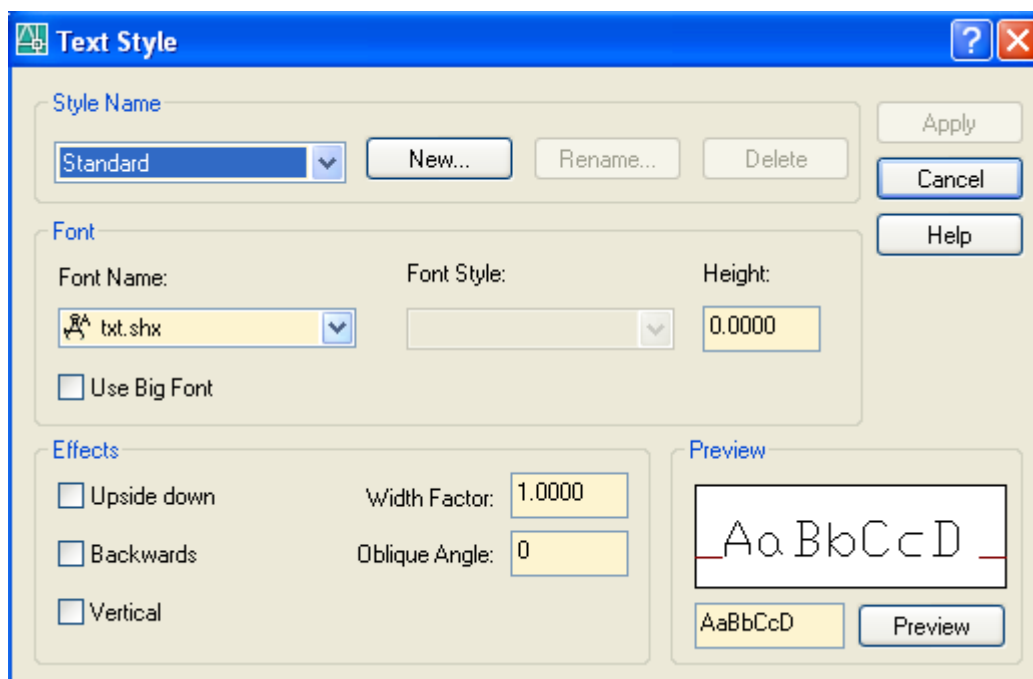 Text Style
Style Name
Standard New... Rename... Delete
Apply
Cancel
Help
Font
Font Name: Font Style: Height:
txt.shx 0.0000
Use Big Font
Effects
Upside down Width Factor: 1.0000
Backwards Oblique Angle: 0
Vertical
Preview
AaBbCcD
AaBbCcD Preview